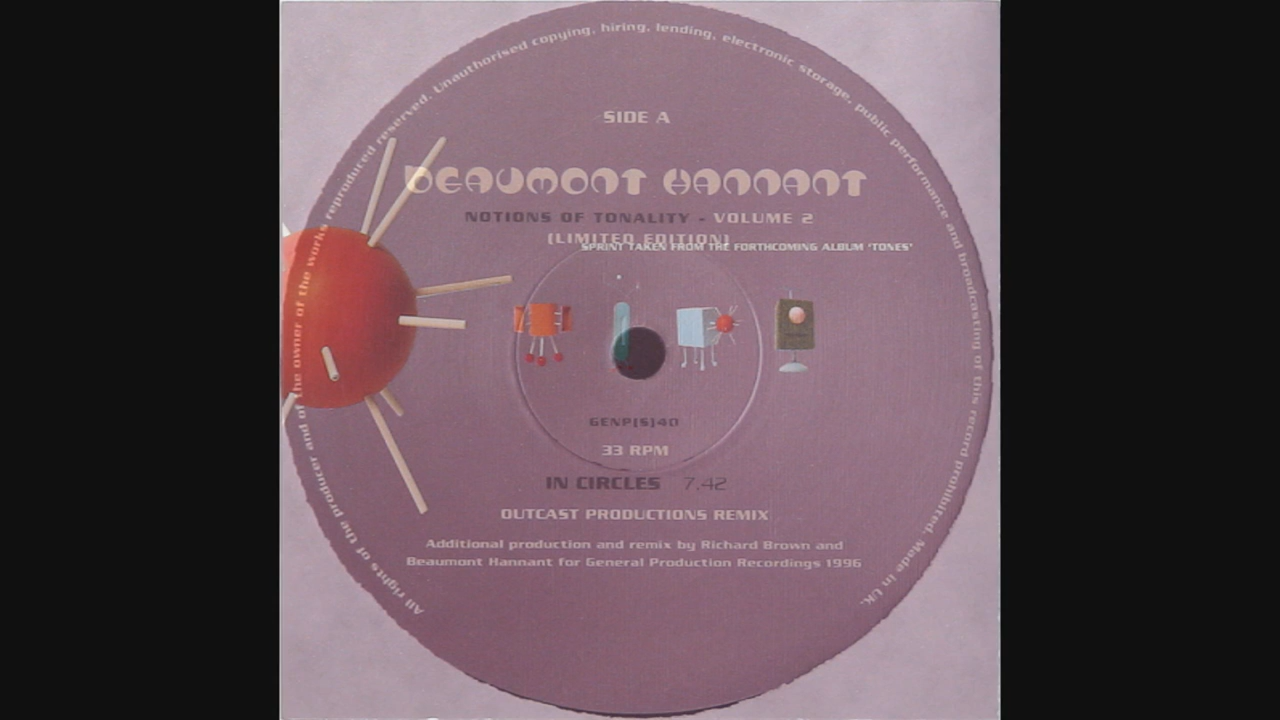 All rights of the producer and of the owner of the works reproduced reserved. Unauthorised copying, hiring, lending, electronic storage, public performance and broadcasting of this record prohibited. Made in UK.
SIDE A
BEAUMONT HANNANT
NOTIONS OF TONALITY - VOLUME 2
(LIMITED EDITION)
SPRINT TAKEN FROM THE FORTHCOMING ALBUM 'TONES'
GENP[S]40
33 RPM
IN CIRCLES 7.42
OUTCAST PRODUCTIONS REMIX
Additional production and remix by Richard Brown and
Beaumont Hannant for General Production Recordings 1996